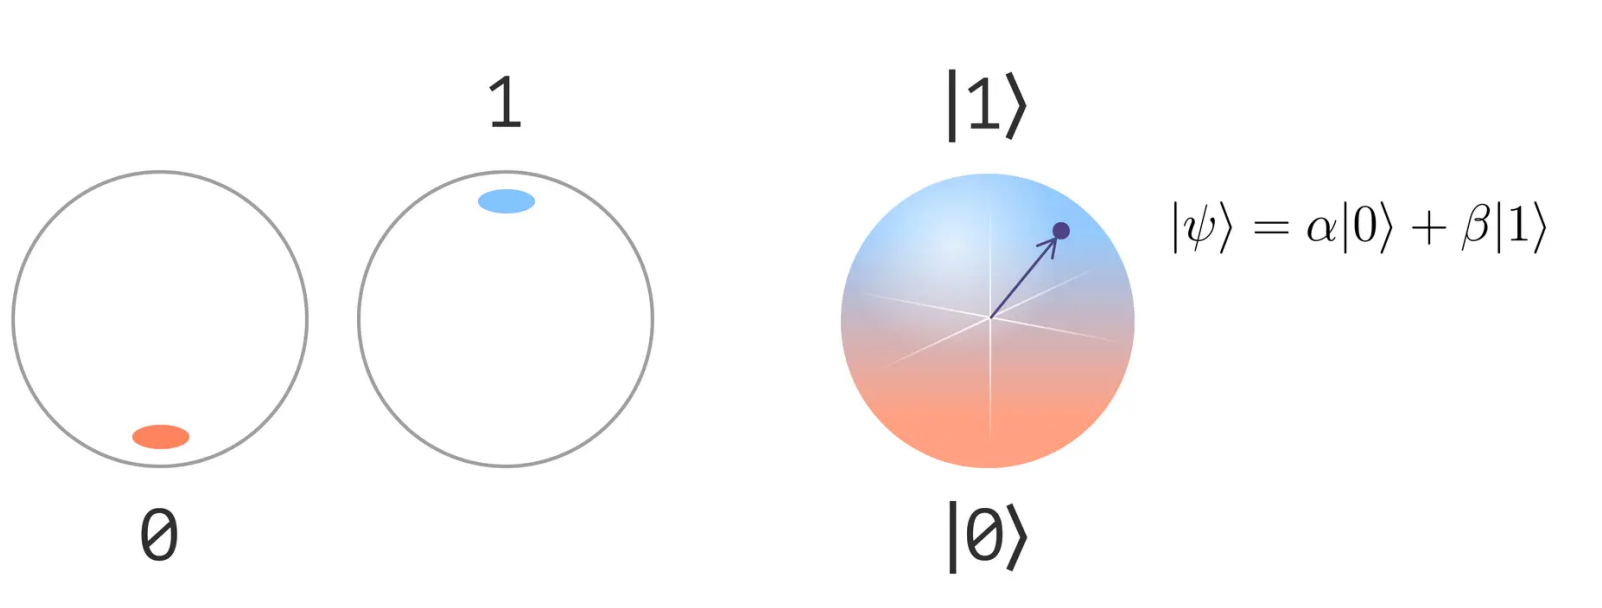 1
|1⟩
|ψ⟩ = α|0⟩ + β|1⟩
0
|0⟩